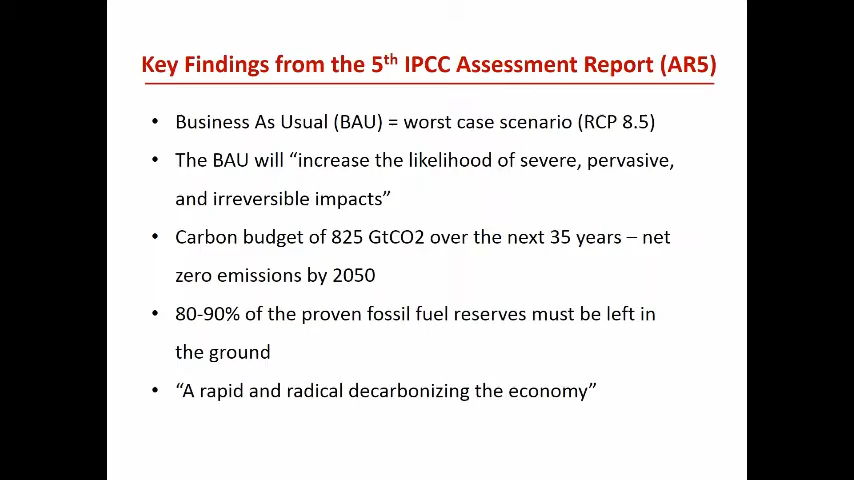 Key Findings from the 5th IPCC Assessment Report (AR5)
• Business As Usual (BAU) = worst case scenario (RCP 8.5)
• The BAU will “increase the likelihood of severe, pervasive,
and irreversible impacts”
• Carbon budget of 825 GtCO2 over the next 35 years – net
zero emissions by 2050
• 80-90% of the proven fossil fuel reserves must be left in
the ground
• “A rapid and radical decarbonizing the economy”